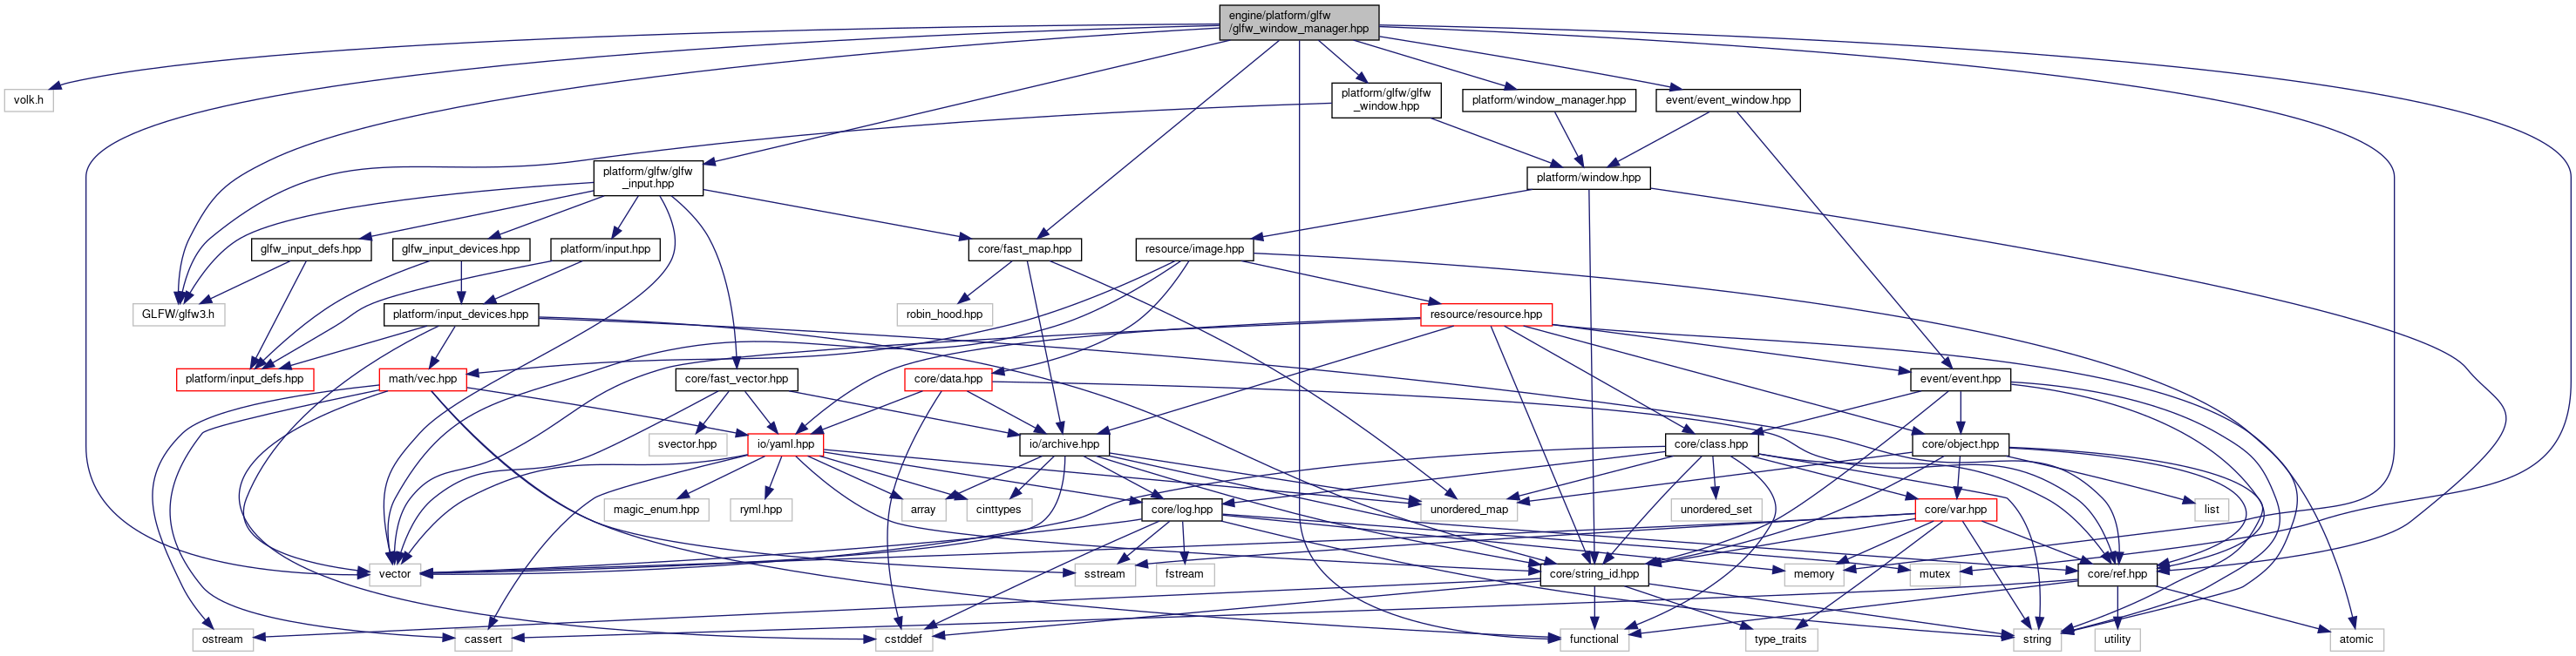 engine/platform/glfw
/glfw_window_manager.hpp
volk.h
platform/glfw/glfw
_window.hpp
platform/window_manager.hpp
event/event_window.hpp
platform/glfw/glfw
_input.hpp
platform/window.hpp
glfw_input_defs.hpp
glfw_input_devices.hpp
platform/input.hpp
core/fast_map.hpp
resource/image.hpp
GLFW/glfw3.h
platform/input_devices.hpp
robin_hood.hpp
resource/resource.hpp
platform/input_defs.hpp
math/vec.hpp
core/fast_vector.hpp
core/data.hpp
event/event.hpp
svector.hpp
io/yaml.hpp
io/archive.hpp
core/class.hpp
core/object.hpp
magic_enum.hpp
ryml.hpp
array
cinttypes
core/log.hpp
unordered_map
unordered_set
core/var.hpp
list
vector
sstream
fstream
core/string_id.hpp
memory
mutex
core/ref.hpp
ostream
cassert
cstddef
functional
type_traits
string
utility
atomic